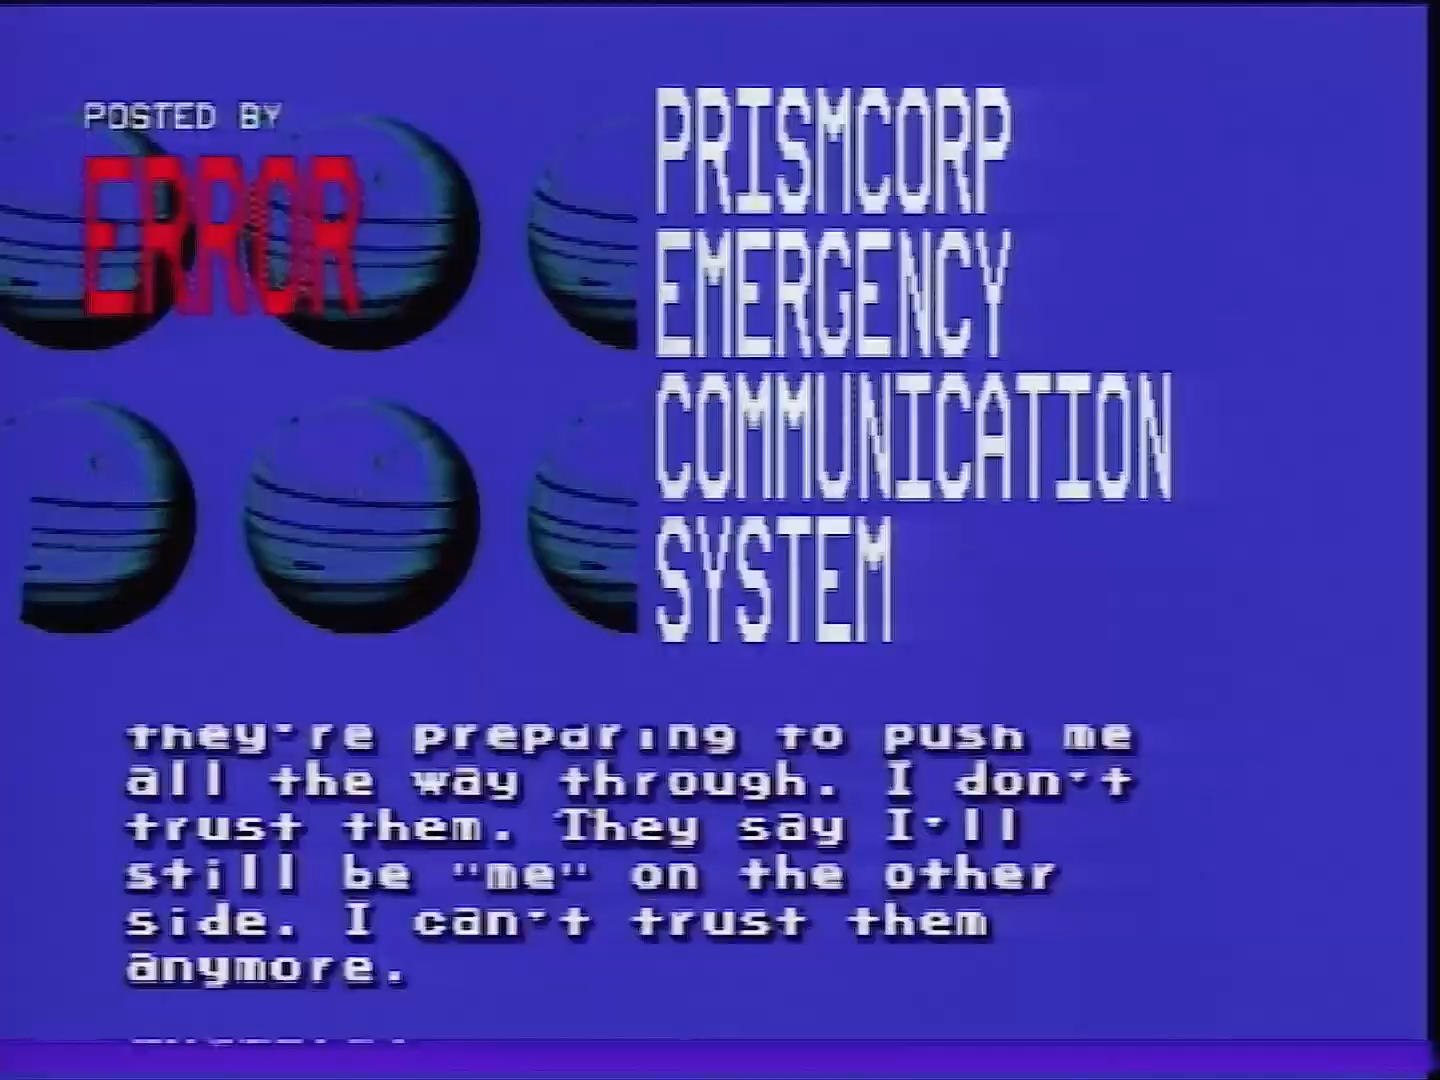 POSTED BY
ERROR
PRISMCORP
EMERGENCY
COMMUNICATION
SYSTEM
they're preparing to push me
all the way through. I don't
trust them. They say I'll
still be "me" on the other
side. I can't trust them
anymore.